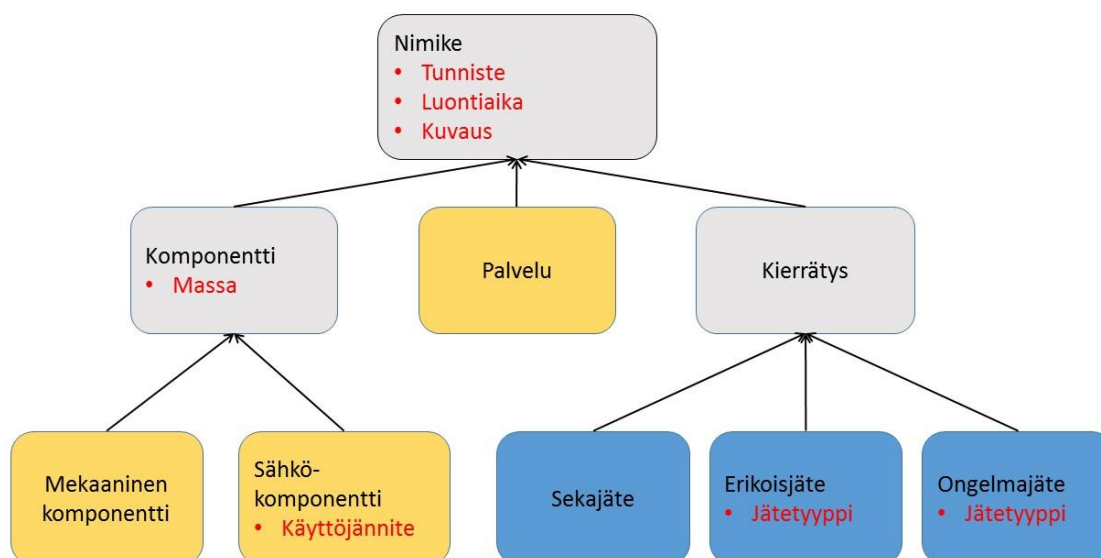 Nimike
• Tunniste
• Luontiaika
• Kuvaus
Komponentti
• Massa
Palvelu
Kierrätys
Mekaaninen
komponentti
Sähkö-
komponentti
• Käyttöjännite
Sekajäte
Erikoisjäte
• Jätetyyppi
Ongelmajäte
• Jätetyyppi